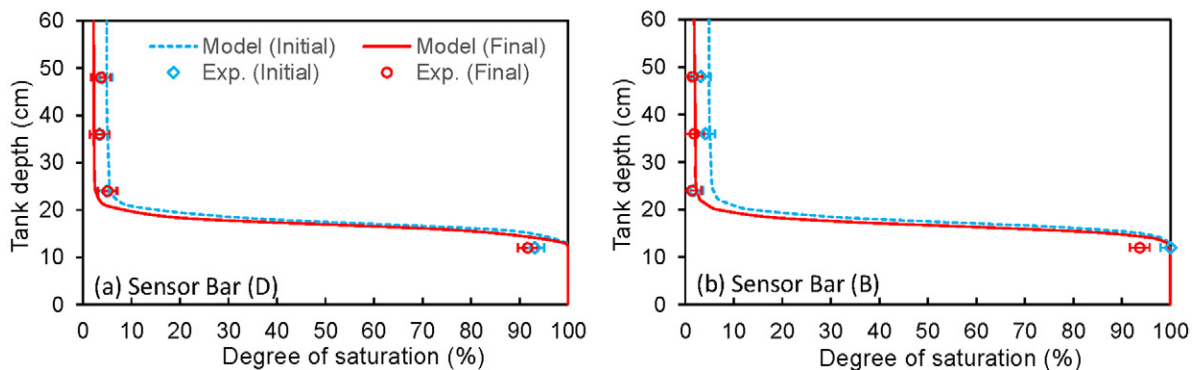 60
50
40
30
20
10
0
Tank depth (cm)
Model (Initial) Model (Final)
Exp. (Initial) Exp. (Final)
(a) Sensor Bar (D)
0 10 20 30 40 50 60 70 80 90 100
Degree of saturation (%)
60
50
40
30
20
10
0
Tank depth (cm)
(b) Sensor Bar (B)
0 10 20 30 40 50 60 70 80 90 100
Degree of saturation (%)